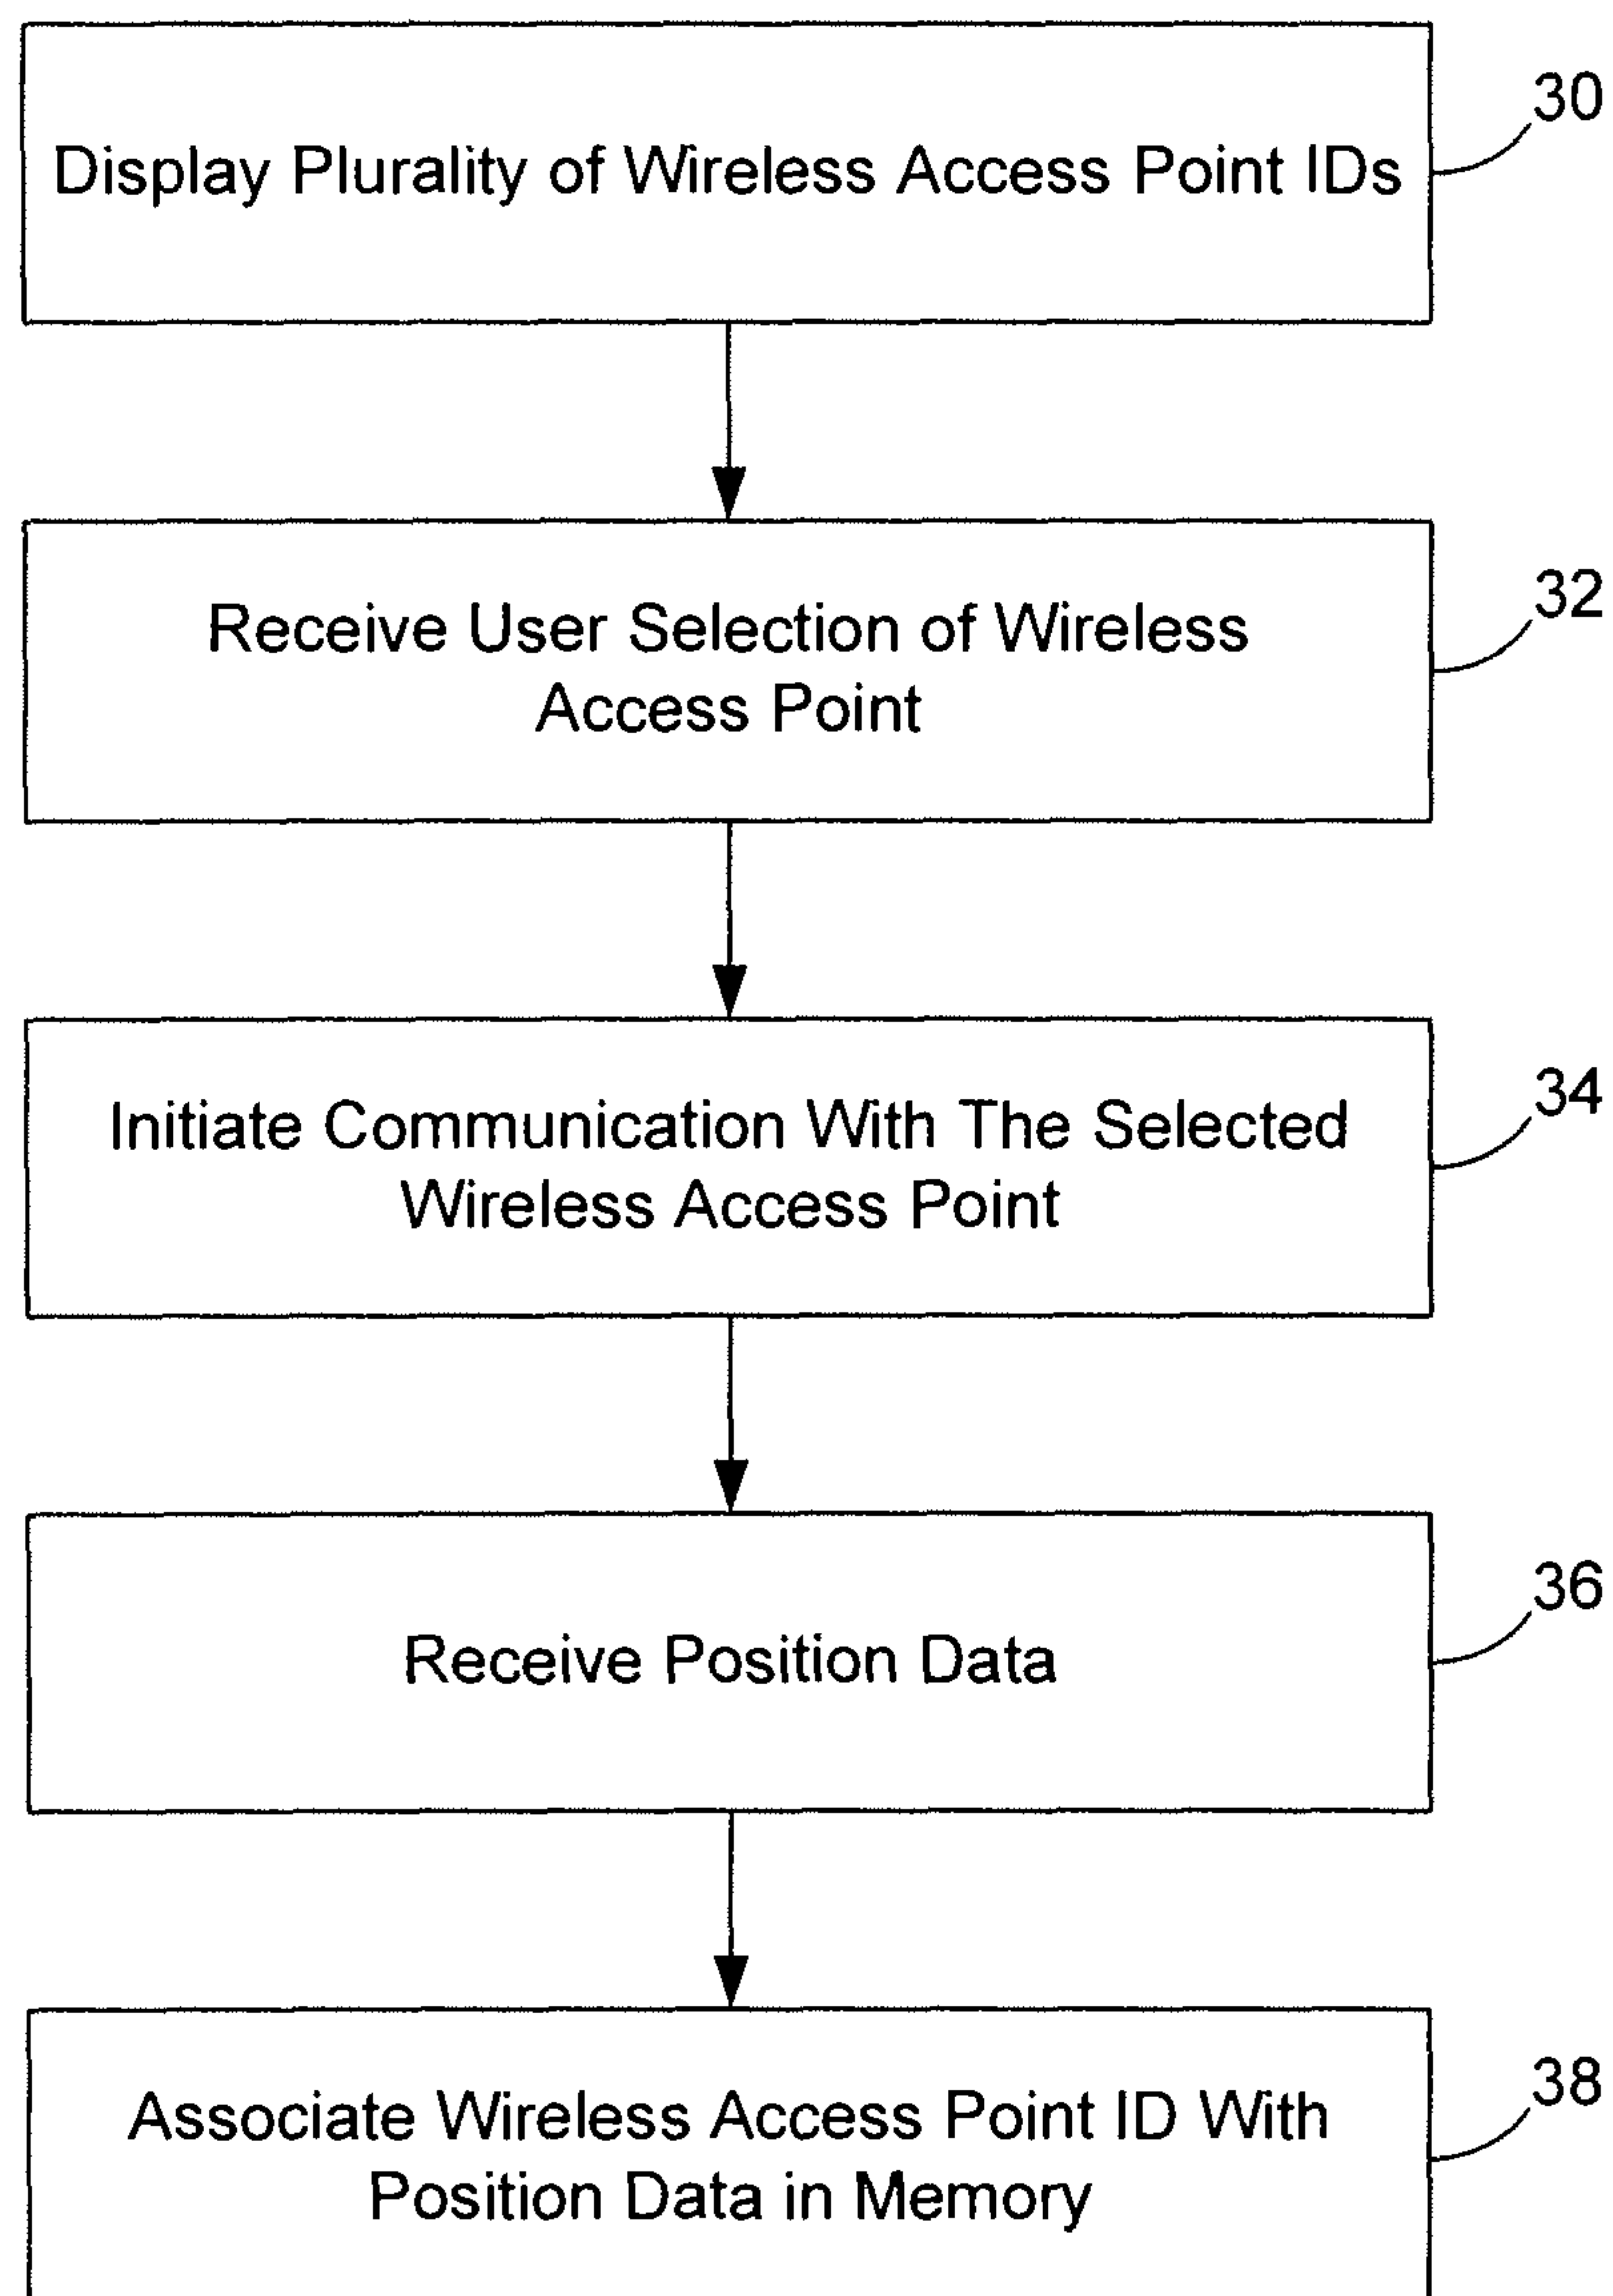 30
Display Plurality of Wireless Access Point IDs
32
Receive User Selection of Wireless
Access Point
34
Initiate Communication With The Selected
Wireless Access Point
36
Receive Position Data
38
Associate Wireless Access Point ID With
Position Data in Memory